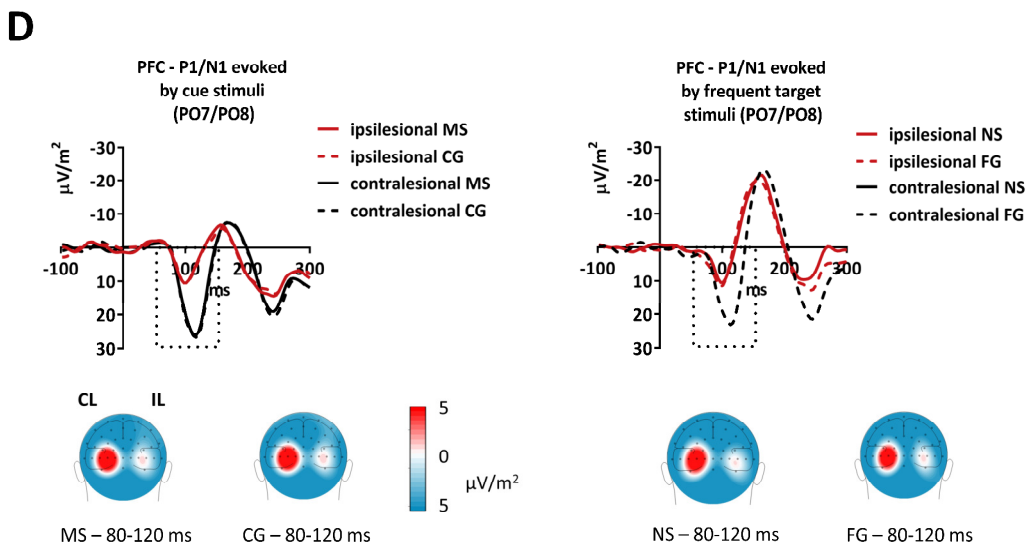 D
PFC - P1/N1 evoked
by cue stimuli
(PO7/PO8)
ipsilesional MS
ipsilesional CG
contralesional MS
contralesional CG
µV/m²
-30
-20
-10
10
20
30
-100
100
200
300
ms
PFC - P1/N1 evoked
by frequent target
stimuli (PO7/PO8)
ipsilesional NS
ipsilesional FG
contralesional NS
contralesional FG
µV/m²
-30
-20
-10
10
20
30
-100
100
200
300
ms
CL IL
5
0
5
µV/m²
MS – 80-120 ms
CG – 80-120 ms
NS – 80-120 ms
FG – 80-120 ms